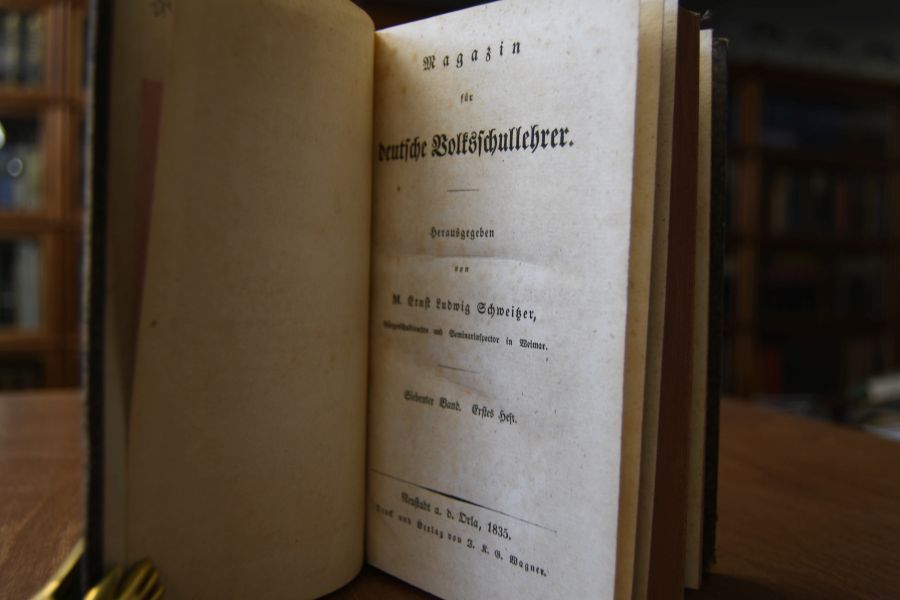 Magazin
für
deutsche Volksschullehrer.
Herausgegeben
von
M. Ernst Ludwig Schweitzer,
Bürgerschuldirector und Seminarinspector in Weimar.
Siebenter Band. Erstes Heft.
Neustadt a. d. Orla, 1835.
Druck und Verlag von J. K. G. Wagner.